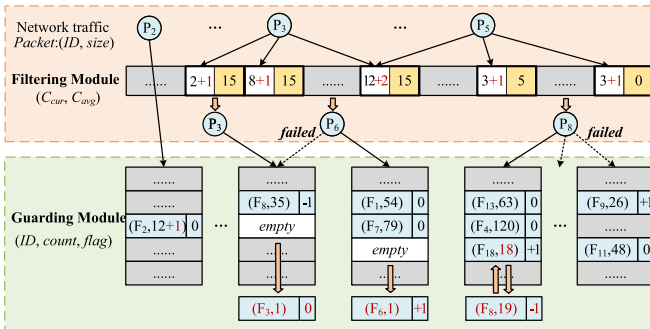 Network traffic
Packet:(ID, size)
P2 ... P3 ... P5
Filtering Module
(Ccur, Cavg)
...... 2+1 15 8+1 15 ...... 12+2 15 ...... 3+1 5 ...... 3+1 0
P3 failed P6 P8 failed
Guarding Module
(ID, count, flag)
...... ...... ...... ...... ......
...... (F8,35) -1 (F1,54) 0 (F13,63) 0 (F9,26) +1
(F2,12+1) 0 ... empty (F7,79) 0 (F4,120) 0 ... ......
...... ...... empty (F18,18) +1 (F11,48) 0
...... ...... ...... ...... ......
(F3,1) 0 (F6,1) +1 (F8,19) -1